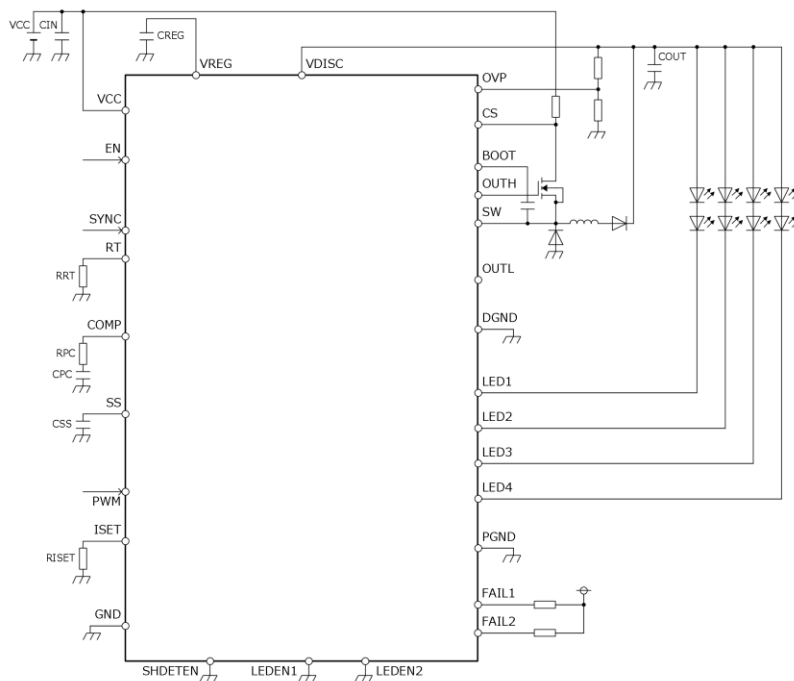 VCC
CIN
CREG
VREG
VDISC
COUT
VCC
OVP
CS
EN
BOOT
OUTH
SYNC
SW
RT
RRT
OUTL
COMP
DGND
RPC
CPC
LED1
SS
CSS
LED2
LED3
PWM
LED4
ISET
RISET
PGND
FAIL1
GND
FAIL2
SHDETEN
LEDEN1
LEDEN2